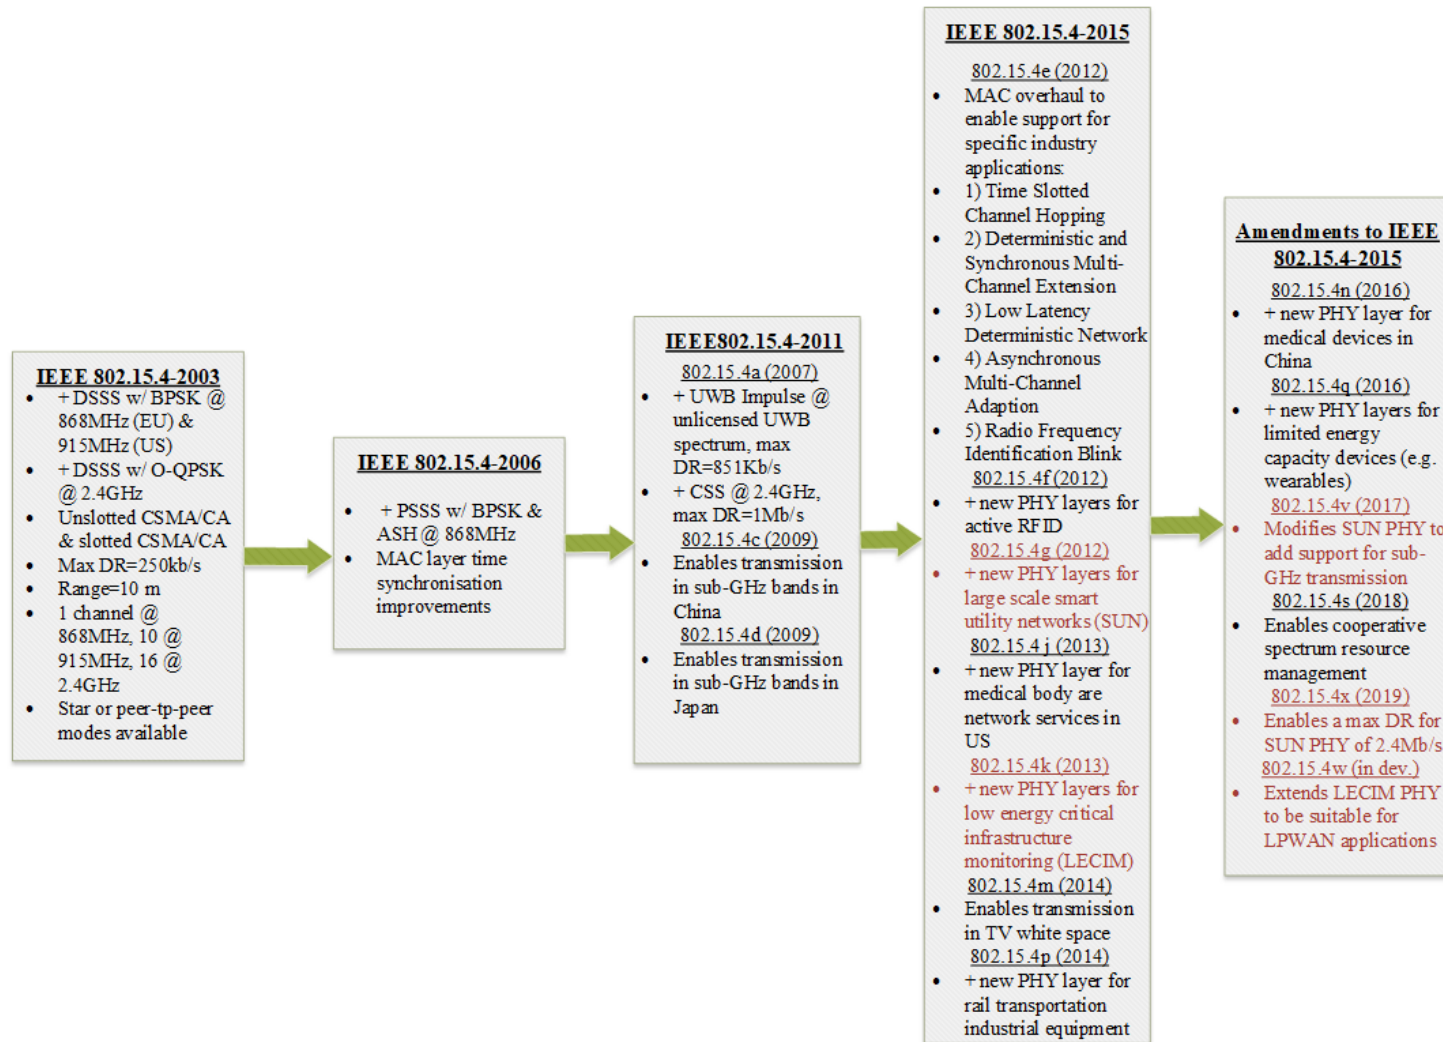 IEEE 802.15.4-2003
• + DSSS w/ BPSK @
868MHz (EU) &
915MHz (US)
• + DSSS w/ O-QPSK
@ 2.4GHz
• Unslotted CSMA/CA
& slotted CSMA/CA
• Max DR=250kb/s
• Range=10 m
• 1 channel @
868MHz, 10 @
915MHz, 16 @
2.4GHz
• Star or peer-tp-peer
modes available
IEEE 802.15.4-2006
• + PSSS w/ BPSK &
ASH @ 868MHz
• MAC layer time
synchronisation
improvements
IEEE802.15.4-2011
802.15.4a (2007)
• + UWB Impulse @
unlicensed UWB
spectrum, max
DR=851Kb/s
• + CSS @ 2.4GHz,
max DR=1Mb/s
802.15.4c (2009)
• Enables transmission
in sub-GHz bands in
China
802.15.4d (2009)
• Enables transmission
in sub-GHz bands in
Japan
IEEE 802.15.4-2015
802.15.4e (2012)
• MAC overhaul to
enable support for
specific industry
applications:
• 1) Time Slotted
Channel Hopping
• 2) Deterministic and
Synchronous Multi-
Channel Extension
• 3) Low Latency
Deterministic Network
• 4) Asynchronous
Multi-Channel
Adaption
• 5) Radio Frequency
Identification Blink
802.15.4f (2012)
• + new PHY layers for
active RFID
802.15.4g (2012)
• + new PHY layers for
large scale smart
utility networks (SUN)
802.15.4 j (2013)
• + new PHY layer for
medical body are
network services in
US
802.15.4k (2013)
• + new PHY layers for
low energy critical
infrastructure
monitoring (LECIM)
802.15.4m (2014)
• Enables transmission
in TV white space
802.15.4p (2014)
• + new PHY layer for
rail transportation
industrial equipment
Amendments to IEEE
802.15.4-2015
802.15.4n (2016)
• + new PHY layer for
medical devices in
China
802.15.4q (2016)
• + new PHY layers for
limited energy
capacity devices (e.g.
wearables)
802.15.4v (2017)
• Modifies SUN PHY to
add support for sub-
GHz transmission
802.15.4s (2018)
• Enables cooperative
spectrum resource
management
802.15.4x (2019)
• Enables a max DR for
SUN PHY of 2.4Mb/s
802.15.4w (in dev.)
• Extends LECIM PHY
to be suitable for
LPWAN applications